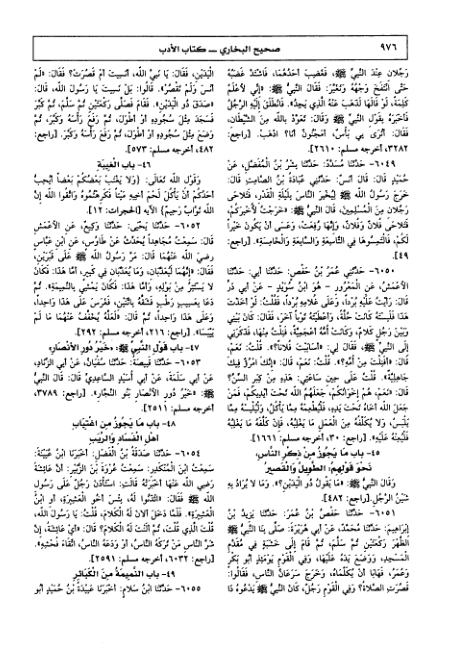 ٩٧٦
صحيح البخاري ــ كتاب الأدب
رَجُلَانِ عِنْدَ النَّبِيِّ ﷺ، فَغَضِبَ أَحَدُهُمَا، فَاشْتَدَّ غَضَبُهُ
حَتَّى انْتَفَخَ وَجْهُهُ وَتَغَيَّرَ: فَقَالَ النَّبِيُّ ﷺ: «إِنِّي لَأَعْلَمُ
كَلِمَةً، لَوْ قَالَهَا لَذَهَبَ عَنْهُ الَّذِي يَجِدُ». فَانْطَلَقَ إِلَيْهِ الرَّجُلُ
فَأَخْبَرَهُ بِقَوْلِ النَّبِيِّ ﷺ وَقَالَ: تَعَوَّذْ بِاللَّهِ مِنَ الشَّيْطَانِ،
فَقَالَ: أَتُرَى بِي بَأْسٌ، أَمَجْنُونٌ أَنَا؟ اذْهَبْ. [راجع:
٣٢٨٢، أخرجه مسلم: ٢٦١٠].
٦٠٤٩- حَدَّثَنَا مُسَدَّدٌ: حَدَّثَنَا بِشْرُ بْنُ الْمُفَضَّلِ، عَنْ
حُمَيْدٍ قَالَ: قَالَ أَنَسٌ: حَدَّثَنِي عُبَادَةُ بْنُ الصَّامِتِ قَالَ:
خَرَجَ رَسُولُ اللَّهِ ﷺ لِيُخْبِرَ النَّاسَ بِلَيْلَةِ الْقَدْرِ، فَتَلَاحَى
رَجُلَانِ مِنَ الْمُسْلِمِينَ، قَالَ النَّبِيُّ ﷺ: «خَرَجْتُ لِأُخْبِرَكُمْ،
فَتَلَاحَى فُلَانٌ وَفُلَانٌ، وَإِنَّهَا رُفِعَتْ، وَعَسَى أَنْ يَكُونَ خَيْرًا
لَكُمْ، فَالْتَمِسُوهَا فِي التَّاسِعَةِ وَالسَّابِعَةِ وَالْخَامِسَةِ». [راجع:
٤٩].
٦٠٥٠- حَدَّثَنِي عُمَرُ بْنُ حَفْصٍ: حَدَّثَنَا أَبِي: حَدَّثَنَا
الْأَعْمَشُ، عَنِ الْمَعْرُورِ - هُوَ ابْنُ سُوَيْدٍ - عَنْ أَبِي ذَرٍّ
قَالَ: رَأَيْتُ عَلَيْهِ بُرْدًا، وَعَلَى غُلَامِهِ بُرْدًا، فَقُلْتُ: لَوْ أَخَذْتَ
هَذَا فَلَبِسْتَهُ كَانَتْ حُلَّةً، وَأَعْطَيْتَهُ ثَوْبًا آخَرَ، فَقَالَ: كَانَ بَيْنِي
وَبَيْنَ رَجُلٍ كَلَامٌ، وَكَانَتْ أُمُّهُ أَعْجَمِيَّةً، فَنِلْتُ مِنْهَا، فَذَكَرَنِي
إِلَى النَّبِيِّ ﷺ، فَقَالَ لِي: «أَسَابَبْتَ فُلَانًا؟». قُلْتُ: نَعَمْ،
قَالَ: «أَفَنِلْتَ مِنْ أُمِّهِ؟». قُلْتُ: نَعَمْ، قَالَ: «إِنَّكَ امْرُؤٌ فِيكَ
جَاهِلِيَّةٌ». قُلْتُ عَلَى حِينِ سَاعَتِي: هَذِهِ مِنْ كِبَرِ السِّنِّ؟
قَالَ: «نَعَمْ، هُمْ إِخْوَانُكُمْ، جَعَلَهُمُ اللَّهُ تَحْتَ أَيْدِيكُمْ، فَمَنْ
جَعَلَ اللَّهُ أَخَاهُ تَحْتَ يَدِهِ، فَلْيُطْعِمْهُ مِمَّا يَأْكُلُ، وَلْيُلْبِسْهُ مِمَّا
يَلْبَسُ، وَلَا يُكَلِّفْهُ مِنَ الْعَمَلِ مَا يَغْلِبُهُ، فَإِنْ كَلَّفَهُ مَا يَغْلِبُهُ
فَلْيُعِنْهُ عَلَيْهِ». [راجع: ٣٠، أخرجه مسلم: ١٦٦١].
٤٥- باب مَا يَجُوزُ مِنْ ذِكْرِ النَّاسِ،
نَحْوَ قَوْلِهِمُ: الطَّوِيلُ وَالْقَصِيرُ
وَقَالَ النَّبِيُّ ﷺ: «مَا يَقُولُ ذُو الْيَدَيْنِ؟». وَمَا لَا يُرَادُ بِهِ
شَيْنُ الرَّجُلِ. [راجع: ٤٨٢].
٦٠٥١- حَدَّثَنَا حَفْصُ بْنُ عُمَرَ: حَدَّثَنَا يَزِيدُ بْنُ
إِبْرَاهِيمَ: حَدَّثَنَا مُحَمَّدٌ، عَنْ أَبِي هُرَيْرَةَ: صَلَّى بِنَا النَّبِيُّ ﷺ
الظُّهْرَ رَكْعَتَيْنِ ثُمَّ سَلَّمَ، ثُمَّ قَامَ إِلَى خَشَبَةٍ فِي مُقَدَّمِ
الْمَسْجِدِ، وَوَضَعَ يَدَهُ عَلَيْهَا، وَفِي الْقَوْمِ يَوْمَئِذٍ أَبُو بَكْرٍ
وَعُمَرُ، فَهَابَا أَنْ يُكَلِّمَاهُ، وَخَرَجَ سَرَعَانُ النَّاسِ، فَقَالُوا:
قَصُرَتِ الصَّلَاةُ؟ وَفِي الْقَوْمِ رَجُلٌ، كَانَ النَّبِيُّ ﷺ يَدْعُوهُ ذَا
الْيَدَيْنِ، فَقَالَ: يَا نَبِيَّ اللَّهِ، أَنَسِيتَ أَمْ قَصُرَتْ؟ فَقَالَ: «لَمْ
أَنْسَ وَلَمْ تَقْصُرْ». قَالُوا: بَلْ نَسِيتَ يَا رَسُولَ اللَّهِ، قَالَ:
«صَدَقَ ذُو الْيَدَيْنِ». فَقَامَ فَصَلَّى رَكْعَتَيْنِ ثُمَّ سَلَّمَ، ثُمَّ كَبَّرَ
فَسَجَدَ مِثْلَ سُجُودِهِ أَوْ أَطْوَلَ، ثُمَّ رَفَعَ رَأْسَهُ وَكَبَّرَ، ثُمَّ
وَضَعَ مِثْلَ سُجُودِهِ أَوْ أَطْوَلَ، ثُمَّ رَفَعَ رَأْسَهُ وَكَبَّرَ. [راجع:
٤٨٢، أخرجه مسلم: ٥٧٣].
٤٦- باب الْغِيبَةِ
وَقَوْلِ اللَّهِ تَعَالَى: {وَلَا يَغْتَبْ بَعْضُكُمْ بَعْضًا أَيُحِبُّ
أَحَدُكُمْ أَنْ يَأْكُلَ لَحْمَ أَخِيهِ مَيْتًا فَكَرِهْتُمُوهُ وَاتَّقُوا اللَّهَ إِنَّ
اللَّهَ تَوَّابٌ رَحِيمٌ} الآية [الحجرات: ١٢].
٦٠٥٢- حَدَّثَنَا يَحْيَى: حَدَّثَنَا وَكِيعٌ، عَنِ الْأَعْمَشِ
قَالَ: سَمِعْتُ مُجَاهِدًا يُحَدِّثُ عَنْ طَاوُسٍ، عَنِ ابْنِ عَبَّاسٍ
رضي اللَّه عَنْهُمَا قَالَ: مَرَّ رَسُولُ اللَّهِ ﷺ عَلَى قَبْرَيْنِ،
فَقَالَ: «إِنَّهُمَا لَيُعَذَّبَانِ، وَمَا يُعَذَّبَانِ فِي كَبِيرٍ، أَمَّا هَذَا: فَكَانَ
لَا يَسْتَتِرُ مِنْ بَوْلِهِ، وَأَمَّا هَذَا: فَكَانَ يَمْشِي بِالنَّمِيمَةِ». ثُمَّ
دَعَا بِعَسِيبٍ رَطْبٍ فَشَقَّهُ بِاثْنَيْنِ، فَغَرَسَ عَلَى هَذَا وَاحِدًا،
وَعَلَى هَذَا وَاحِدًا، ثُمَّ قَالَ: «لَعَلَّهُ يُخَفَّفُ عَنْهُمَا مَا لَمْ
يَيْبَسَا». [راجع: ٢١٦، أخرجه مسلم: ٢٩٢].
٤٧- باب قَوْلِ النَّبِيِّ ﷺ: «خَيْرُ دُورِ الْأَنْصَارِ»
٦٠٥٣- حَدَّثَنَا قَبِيصَةُ: حَدَّثَنَا سُفْيَانُ، عَنْ أَبِي الزِّنَادِ،
عَنْ أَبِي سَلَمَةَ، عَنْ أَبِي أُسَيْدٍ السَّاعِدِيِّ قَالَ: قَالَ النَّبِيُّ
ﷺ: «خَيْرُ دُورِ الْأَنْصَارِ بَنُو النَّجَّارِ». [راجع: ٣٧٨٩،
أخرجه مسلم: ٢٥١١].
٤٨- باب مَا يَجُوزُ مِنِ اغْتِيَابِ
أَهْلِ الْفَسَادِ وَالرِّيَبِ
٦٠٥٤- حَدَّثَنَا صَدَقَةُ بْنُ الْفَضْلِ: أَخْبَرَنَا ابْنُ عُيَيْنَةَ:
سَمِعْتُ ابْنَ الْمُنْكَدِرِ: سَمِعْتُ عُرْوَةَ بْنَ الزُّبَيْرِ: أَنَّ عَائِشَةَ
رضي اللَّه عَنْهَا أَخْبَرَتْهُ قَالَتِ: اسْتَأْذَنَ رَجُلٌ عَلَى رَسُولِ
اللَّهِ ﷺ فَقَالَ: «ائْذَنُوا لَهُ، بِئْسَ أَخُو الْعَشِيرَةِ، أَوِ ابْنُ
الْعَشِيرَةِ». فَلَمَّا دَخَلَ أَلَانَ لَهُ الْكَلَامَ، قُلْتُ: يَا رَسُولَ اللَّهِ،
قُلْتَ الَّذِي قُلْتَ، ثُمَّ أَلَنْتَ لَهُ الْكَلَامَ؟ قَالَ: «أَيْ عَائِشَةُ، إِنَّ
شَرَّ النَّاسِ مَنْ تَرَكَهُ النَّاسُ، أَوْ وَدَعَهُ النَّاسُ، اتِّقَاءَ فُحْشِهِ».
[راجع: ٦٠٣٢، أخرجه مسلم: ٢٥٩١].
٤٩- باب النَّمِيمَةُ مِنَ الْكَبَائِرِ
٦٠٥٥- حَدَّثَنَا ابْنُ سَلَامٍ: أَخْبَرَنَا عَبِيدَةُ بْنُ حُمَيْدٍ أَبُو